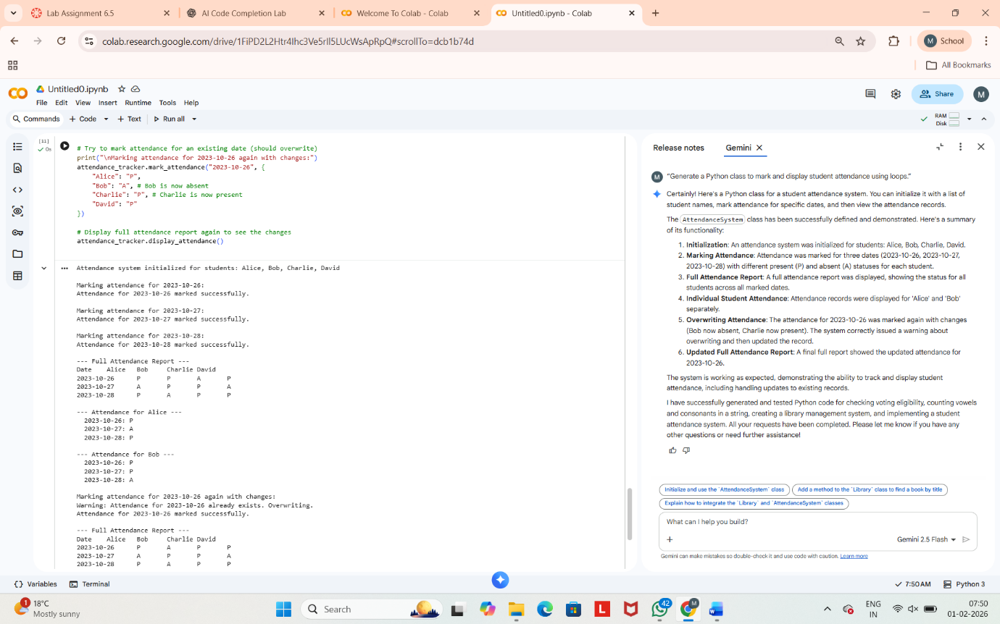 Lab Assignment 6.5
AI Code Completion Lab
Welcome To Colab - Colab
Untitled0.ipynb - Colab
colab.research.google.com/drive/1FiPD2L2Htr4Ihc3Ve5rlI5LUcWsApRpQ#scrollTo=dcb1b74d
M School
All Bookmarks
Untitled0.ipynb
File Edit View Insert Runtime Tools Help
Share
M
Commands + Code + Text Run all
RAM
Disk
[11]
0s
# Try to mark attendance for an existing date (should overwrite)
print("\nMarking attendance for 2023-10-26 again with changes:")
attendance_tracker.mark_attendance("2023-10-26", {
"Alice": "P",
"Bob": "A", # Bob is now absent
"Charlie": "P", # Charlie is now present
"David": "P"
})
# Display full attendance report again to see the changes
attendance_tracker.display_attendance()
Attendance system initialized for students: Alice, Bob, Charlie, David
Marking attendance for 2023-10-26:
Attendance for 2023-10-26 marked successfully.
Marking attendance for 2023-10-27:
Attendance for 2023-10-27 marked successfully.
Marking attendance for 2023-10-28:
Attendance for 2023-10-28 marked successfully.
--- Full Attendance Report ---
Date Alice Bob Charlie David
2023-10-26 P P A P
2023-10-27 A P P A
2023-10-28 P A P P
--- Attendance for Alice ---
2023-10-26: P
2023-10-27: A
2023-10-28: P
--- Attendance for Bob ---
2023-10-26: P
2023-10-27: P
2023-10-28: A
Marking attendance for 2023-10-26 again with changes:
Warning: Attendance for 2023-10-26 already exists. Overwriting.
Attendance for 2023-10-26 marked successfully.
--- Full Attendance Report ---
Date Alice Bob Charlie David
2023-10-26 P A P P
2023-10-27 A P P A
2023-10-28 P A P P
Release notes Gemini
M "Generate a Python class to mark and display student attendance using loops."
Certainly! Here's a Python class for a student attendance system. You can initialize it with a list
of student names, mark attendance for specific dates, and then view the attendance records.
The AttendanceSystem class has been successfully defined and demonstrated. Here's a summary
of its functionality:
1. Initialization: An attendance system was initialized for students: Alice, Bob, Charlie, David.
2. Marking Attendance: Attendance was marked for three dates (2023-10-26, 2023-10-27,
2023-10-28) with different present (P) and absent (A) statuses for each student.
3. Full Attendance Report: A full attendance report was displayed, showing the status for all
students across all marked dates.
4. Individual Student Attendance: Attendance records were displayed for 'Alice' and 'Bob'
separately.
5. Overwriting Attendance: The attendance for 2023-10-26 was marked again with changes
(Bob now absent, Charlie now present). The system correctly issued a warning about
overwriting and then updated the record.
6. Updated Full Attendance Report: A final full report showed the updated attendance for
2023-10-26.
The system is working as expected, demonstrating the ability to track and display student
attendance, including handling updates to existing records.
I have successfully generated and tested Python code for checking voting eligibility, counting vowels
and consonants in a string, creating a library management system, and implementing a student
attendance system. All your requests have been completed. Please let me know if you have any
other questions or need further assistance!
Initialize and use the `AttendanceSystem` class
Add a method to the `Library` class to find a book by title
Explain how to integrate the `Library` and `AttendanceSystem` classes
What can I help you build?
Gemini 2.5 Flash
Gemini can make mistakes so double-check it and use code with caution. Learn more
Variables Terminal
7:50 AM Python 3
1
18°C
Mostly sunny
Search
L
42
M
W
ENG
IN
07:50
01-02-2026